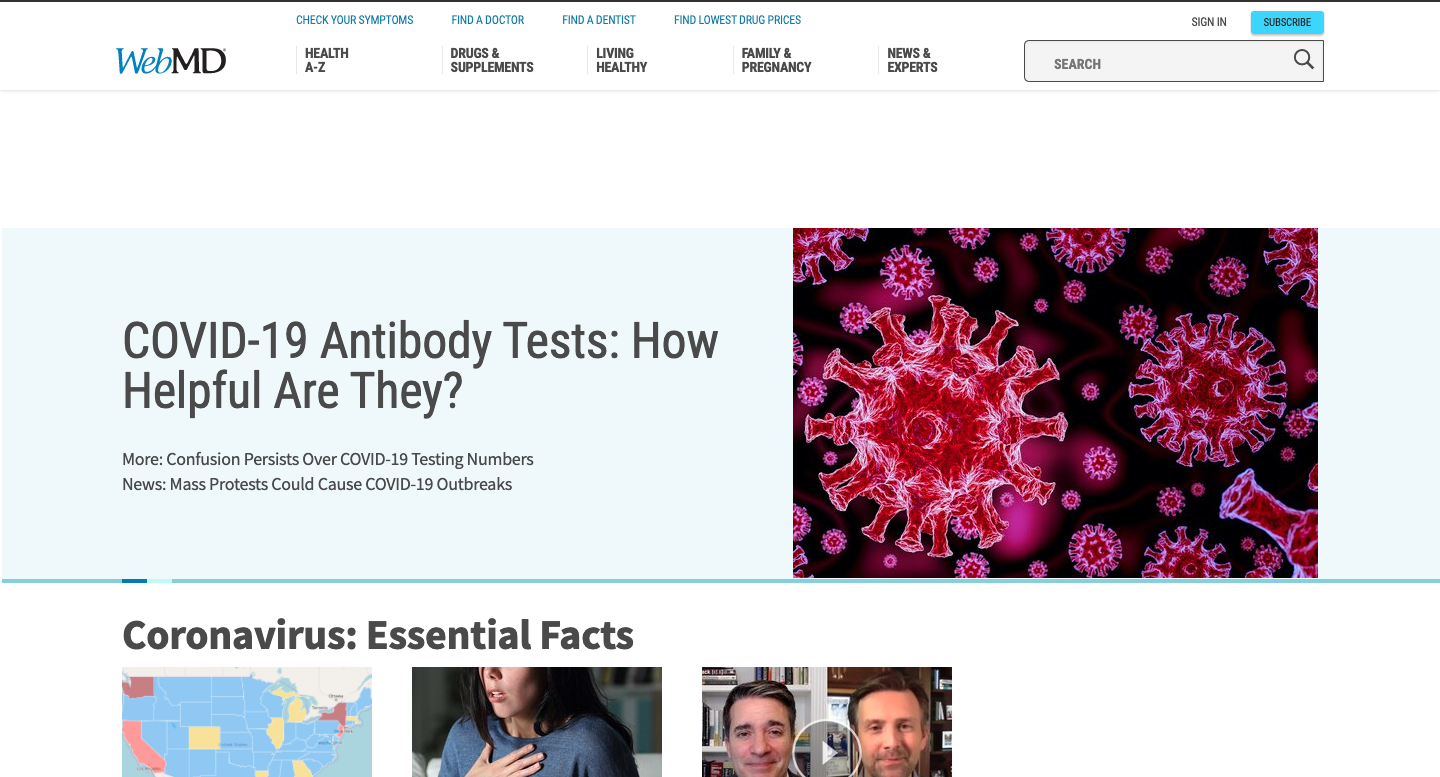 CHECK YOUR SYMPTOMS
FIND A DOCTOR
FIND A DENTIST
FIND LOWEST DRUG PRICES
SIGN IN
SUBSCRIBE
WebMD
HEALTH
A-Z
DRUGS &
SUPPLEMENTS
LIVING
HEALTHY
FAMILY &
PREGNANCY
NEWS &
EXPERTS
SEARCH
COVID-19 Antibody Tests: How
Helpful Are They?
More: Confusion Persists Over COVID-19 Testing Numbers
News: Mass Protests Could Cause COVID-19 Outbreaks
Coronavirus: Essential Facts